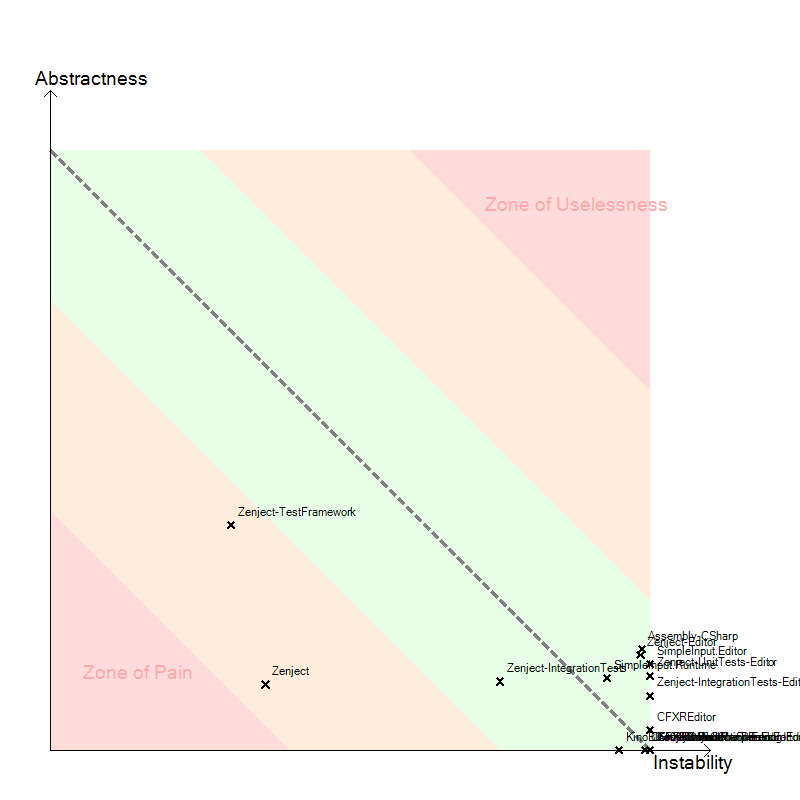 Abstractness
Zone of Uselessness
Zenject-TestFramework
Assembly-CSharp
Zenject-Editor
SimpleInput.Editor
Zenject-UnitTests-Editor
SimpleInput.Runtime
Zenject-IntegrationTests
Zenject
Zone of Pain
Zenject-IntegrationTests-Edit
CFXREditor
Instability